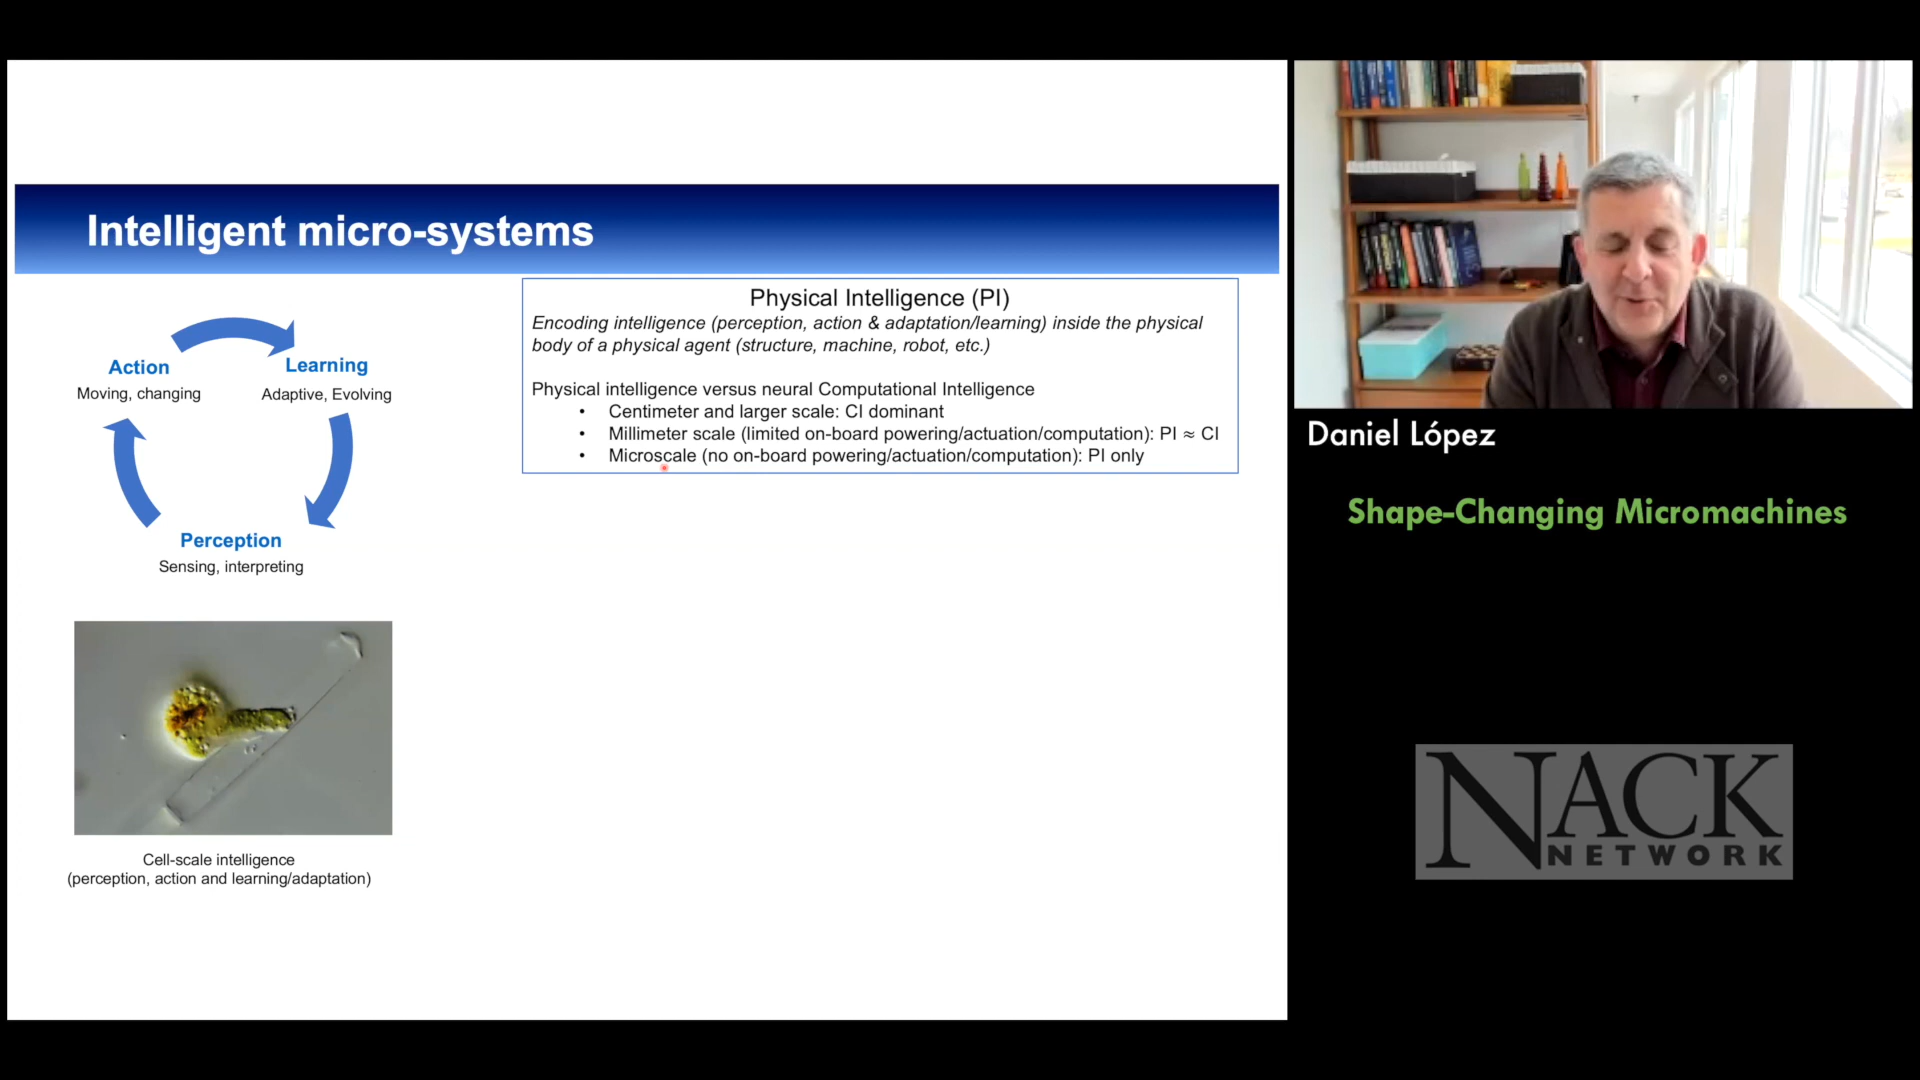 Intelligent micro-systems
Action
Moving, changing
Learning
Adaptive, Evolving
Perception
Sensing, interpreting
Cell-scale intelligence
(perception, action and learning/adaptation)
Physical Intelligence (PI)
Encoding intelligence (perception, action & adaptation/learning) inside the physical
body of a physical agent (structure, machine, robot, etc.)
Physical intelligence versus neural Computational Intelligence
• Centimeter and larger scale: CI dominant
• Millimeter scale (limited on-board powering/actuation/computation): PI ≈ CI
• Microscale (no on-board powering/actuation/computation): PI only
Daniel López
Shape-Changing Micromachines
NACK
NETWORK